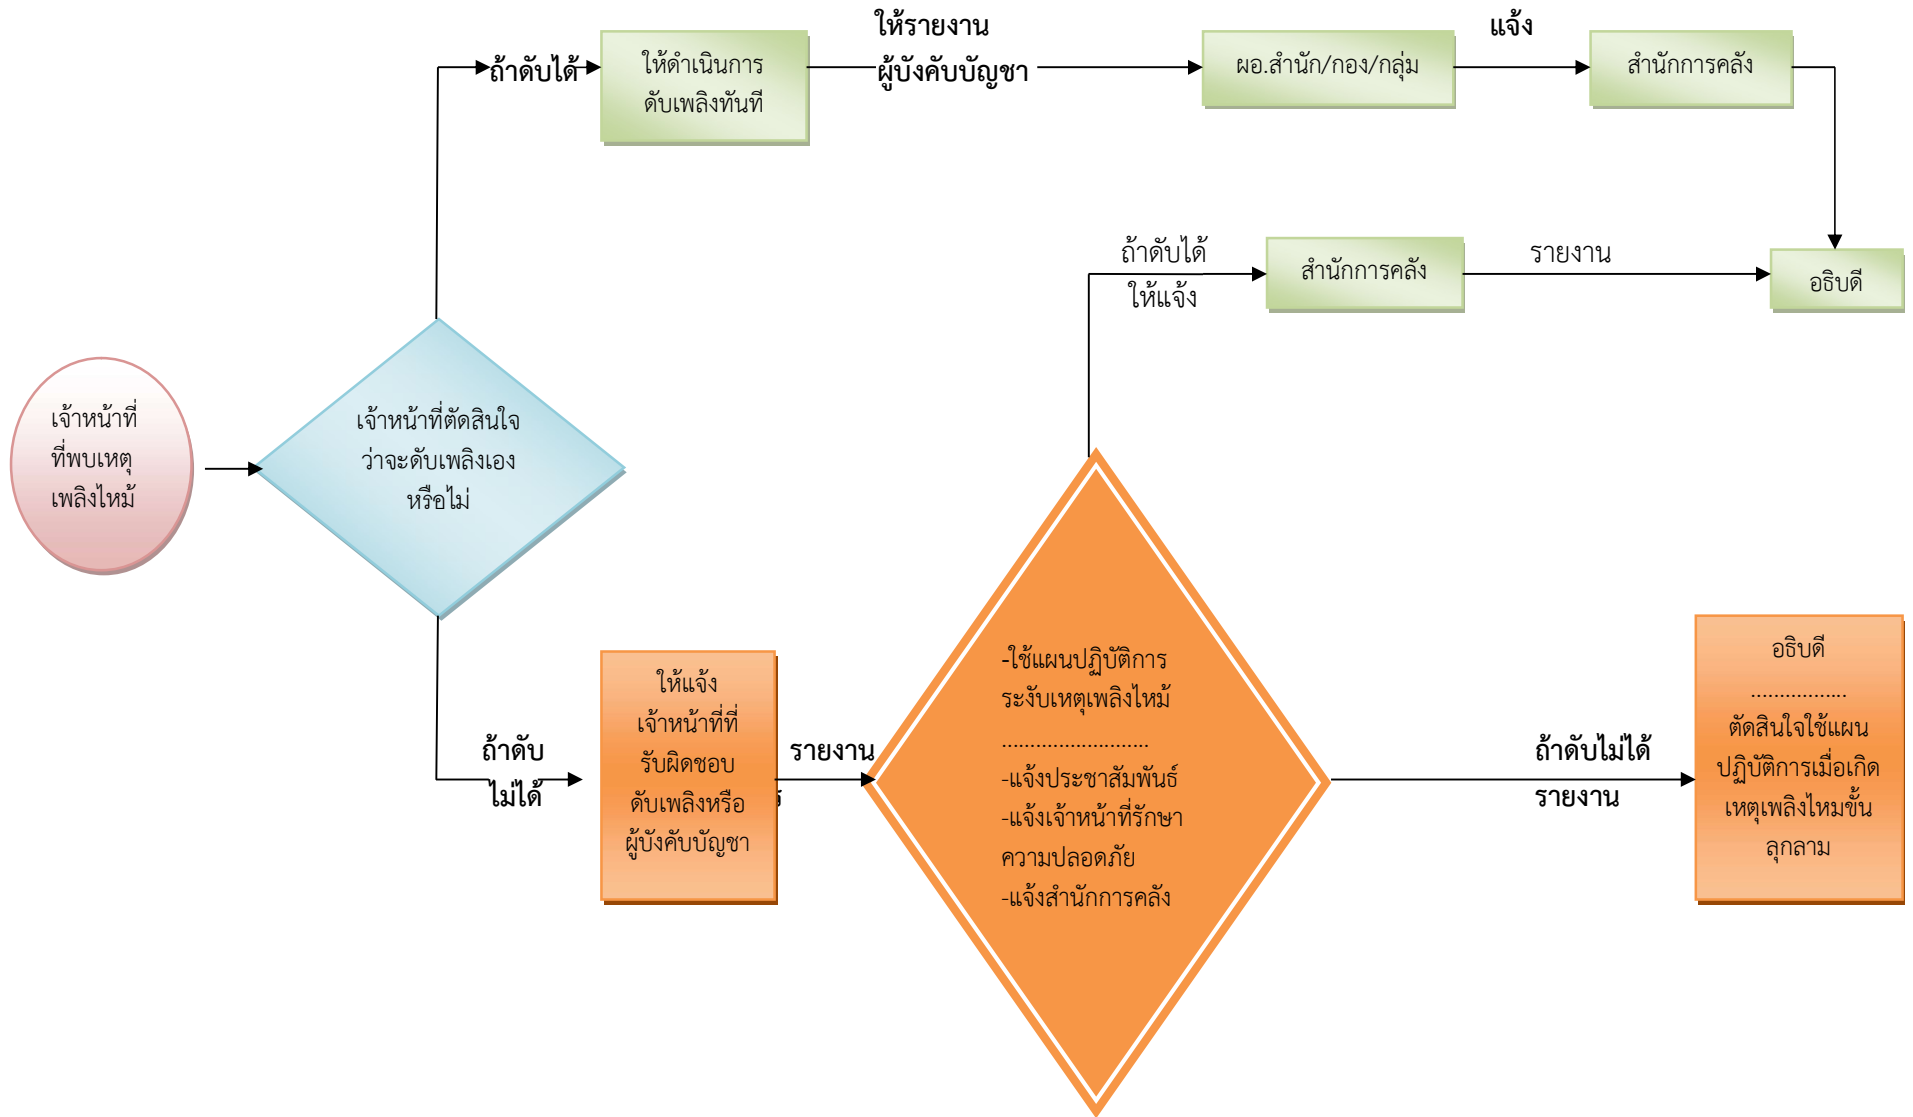 ถ้าดับได้
ให้ดำเนินการ
ดับเพลิงทันที
ให้รายงาน
ผู้บังคับบัญชา
ผอ.สำนัก/กอง/กลุ่ม
แจ้ง
สำนักการคลัง
ถ้าดับได้
ให้แจ้ง
สำนักการคลัง
รายงาน
อธิบดี
เจ้าหน้าที่
ที่พบเหตุ
เพลิงไหม้
เจ้าหน้าที่ตัดสินใจ
ว่าจะดับเพลิงเอง
หรือไม่
ถ้าดับ
ไม่ได้
ให้แจ้ง
เจ้าหน้าที่ที่
รับผิดชอบ
ดับเพลิงหรือ
ผู้บังคับบัญชา
รายงาน
-ใช้แผนปฏิบัติการ
ระงับเหตุเพลิงไหม้
..........................
-แจ้งประชาสัมพันธ์
-แจ้งเจ้าหน้าที่รักษา
ความปลอดภัย
-แจ้งสำนักการคลัง
ถ้าดับไม่ได้
รายงาน
อธิบดี
.................
ตัดสินใจใช้แผน
ปฏิบัติการเมื่อเกิด
เหตุเพลิงไหมขั้น
ลุกลาม